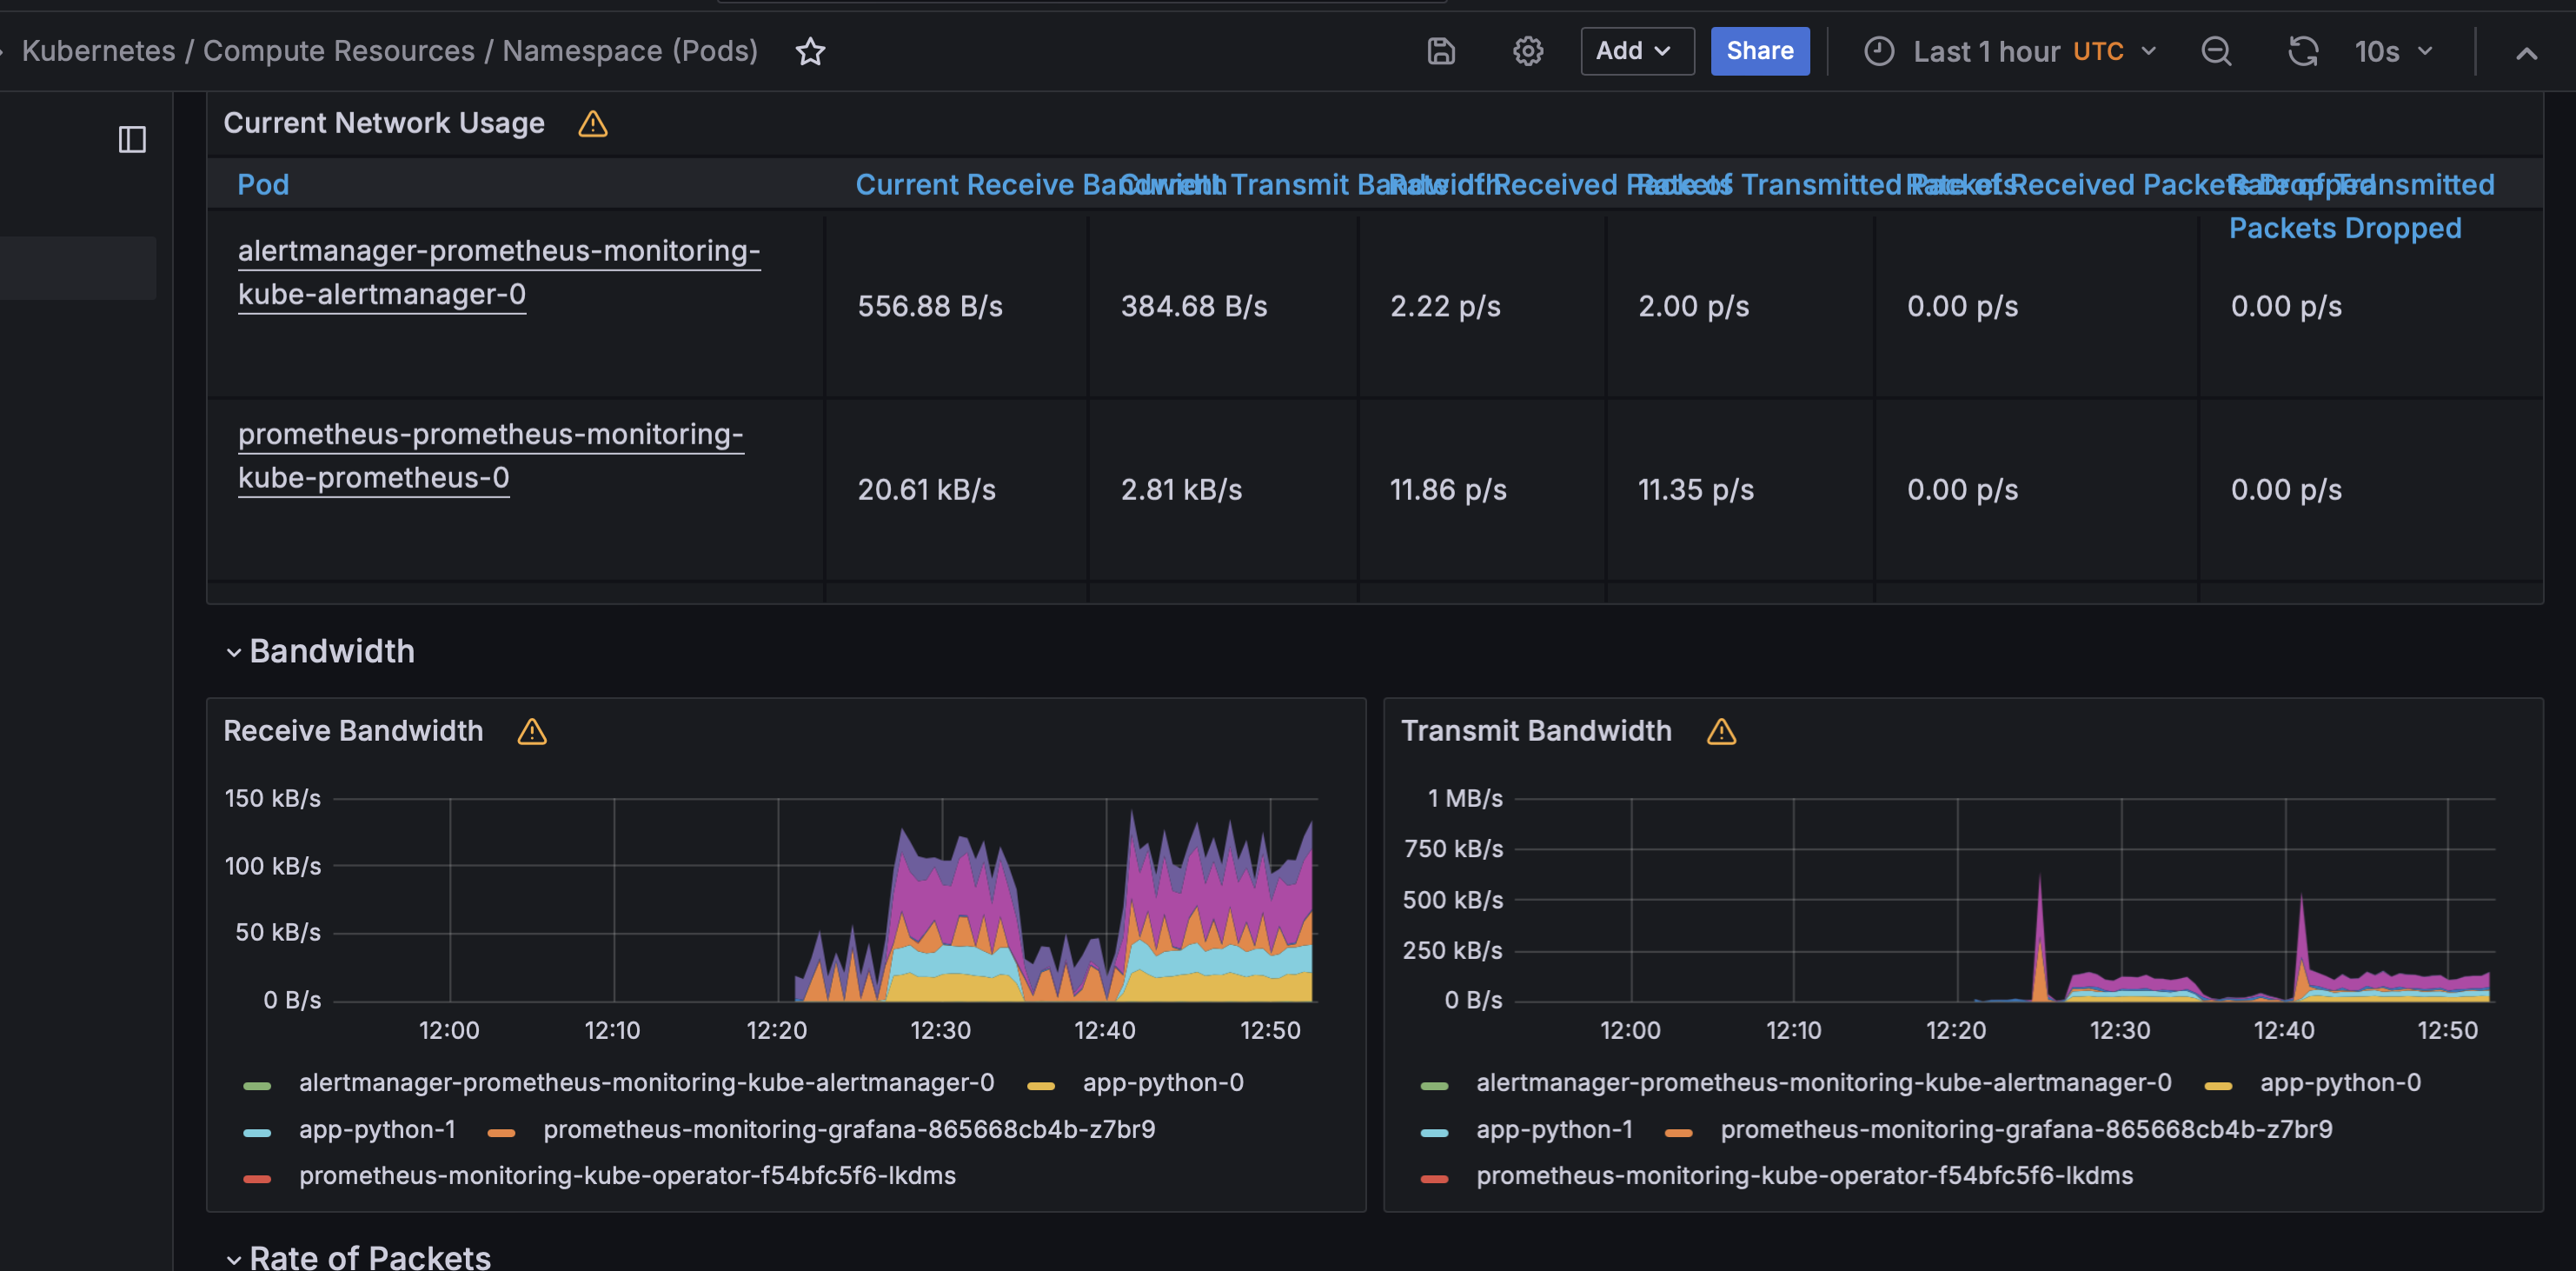 Kubernetes / Compute Resources / Namespace (Pods)
Add
Share
Last 1 hour UTC
10s
Current Network Usage
Pod
Current Receive Bandwidth
Current Transmit Bandwidth
Rate of Received Packets
Rate of Transmitted Packets
Rate of Received Packets Dropped
Rate of Transmitted
Packets Dropped
alertmanager-prometheus-monitoring-
kube-alertmanager-0
556.88 B/s
384.68 B/s
2.22 p/s
2.00 p/s
0.00 p/s
0.00 p/s
prometheus-prometheus-monitoring-
kube-prometheus-0
20.61 kB/s
2.81 kB/s
11.86 p/s
11.35 p/s
0.00 p/s
0.00 p/s
Bandwidth
Receive Bandwidth
150 kB/s
100 kB/s
50 kB/s
0 B/s
12:00 12:10 12:20 12:30 12:40 12:50
alertmanager-prometheus-monitoring-kube-alertmanager-0 app-python-0
app-python-1 prometheus-monitoring-grafana-865668cb4b-z7br9
prometheus-monitoring-kube-operator-f54bfc5f6-lkdms
Transmit Bandwidth
1 MB/s
750 kB/s
500 kB/s
250 kB/s
0 B/s
12:00 12:10 12:20 12:30 12:40 12:50
alertmanager-prometheus-monitoring-kube-alertmanager-0 app-python-0
app-python-1 prometheus-monitoring-grafana-865668cb4b-z7br9
prometheus-monitoring-kube-operator-f54bfc5f6-lkdms
Rate of Packets